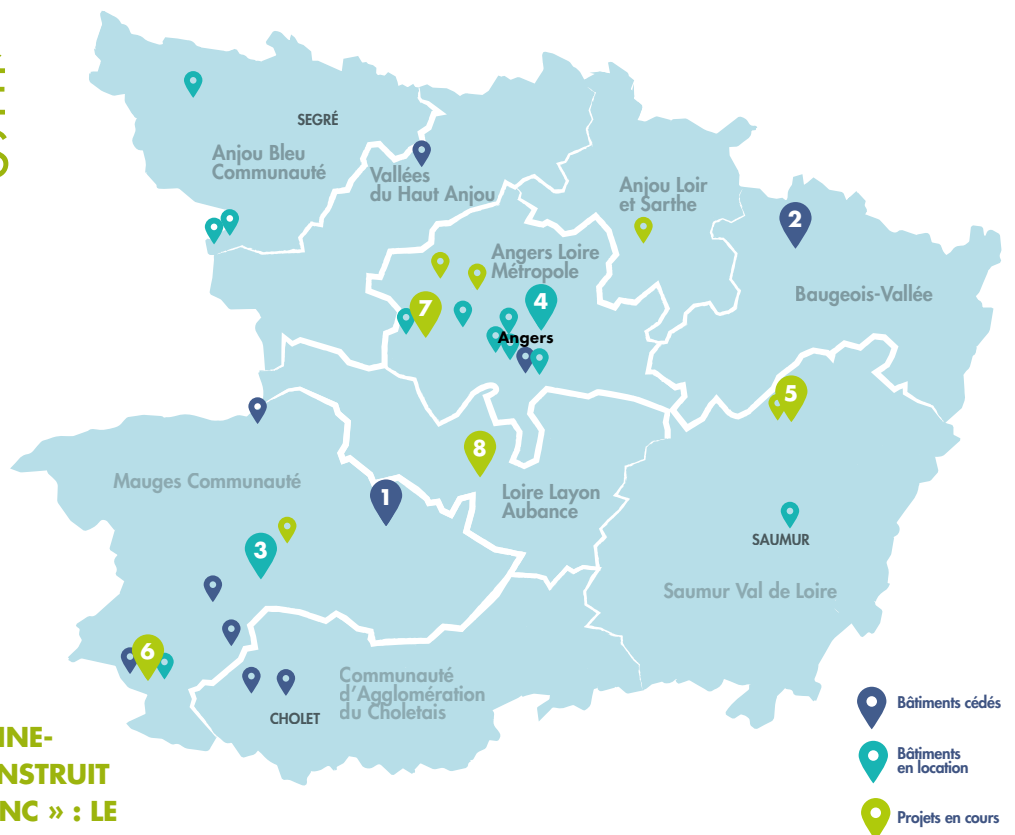 SEGRÉ
Anjou Bleu
Communauté
Vallées
du Haut Anjou
Anjou Loir
et Sarthe
2
Angers Loire
Métropole
Baugeois-Vallée
4
7
Angers
5
8
Mauges Communauté
1
Loire Layon
Aubance
3
SAUMUR
Saumur Val de Loire
6
Communauté
d'Agglomération
du Choletais
CHOLET
Bâtiments cédés
Bâtiments
en location
Projets en cours
INE-
NSTRUIT
NC » : LE